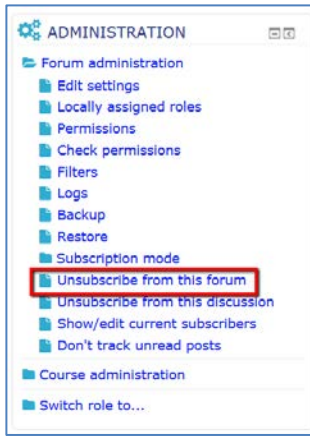 ADMINISTRATION
Forum administration
Edit settings
Locally assigned roles
Permissions
Check permissions
Filters
Logs
Backup
Restore
Subscription mode
Unsubscribe from this forum
Unsubscribe from this discussion
Show/edit current subscribers
Don't track unread posts
Course administration
Switch role to...